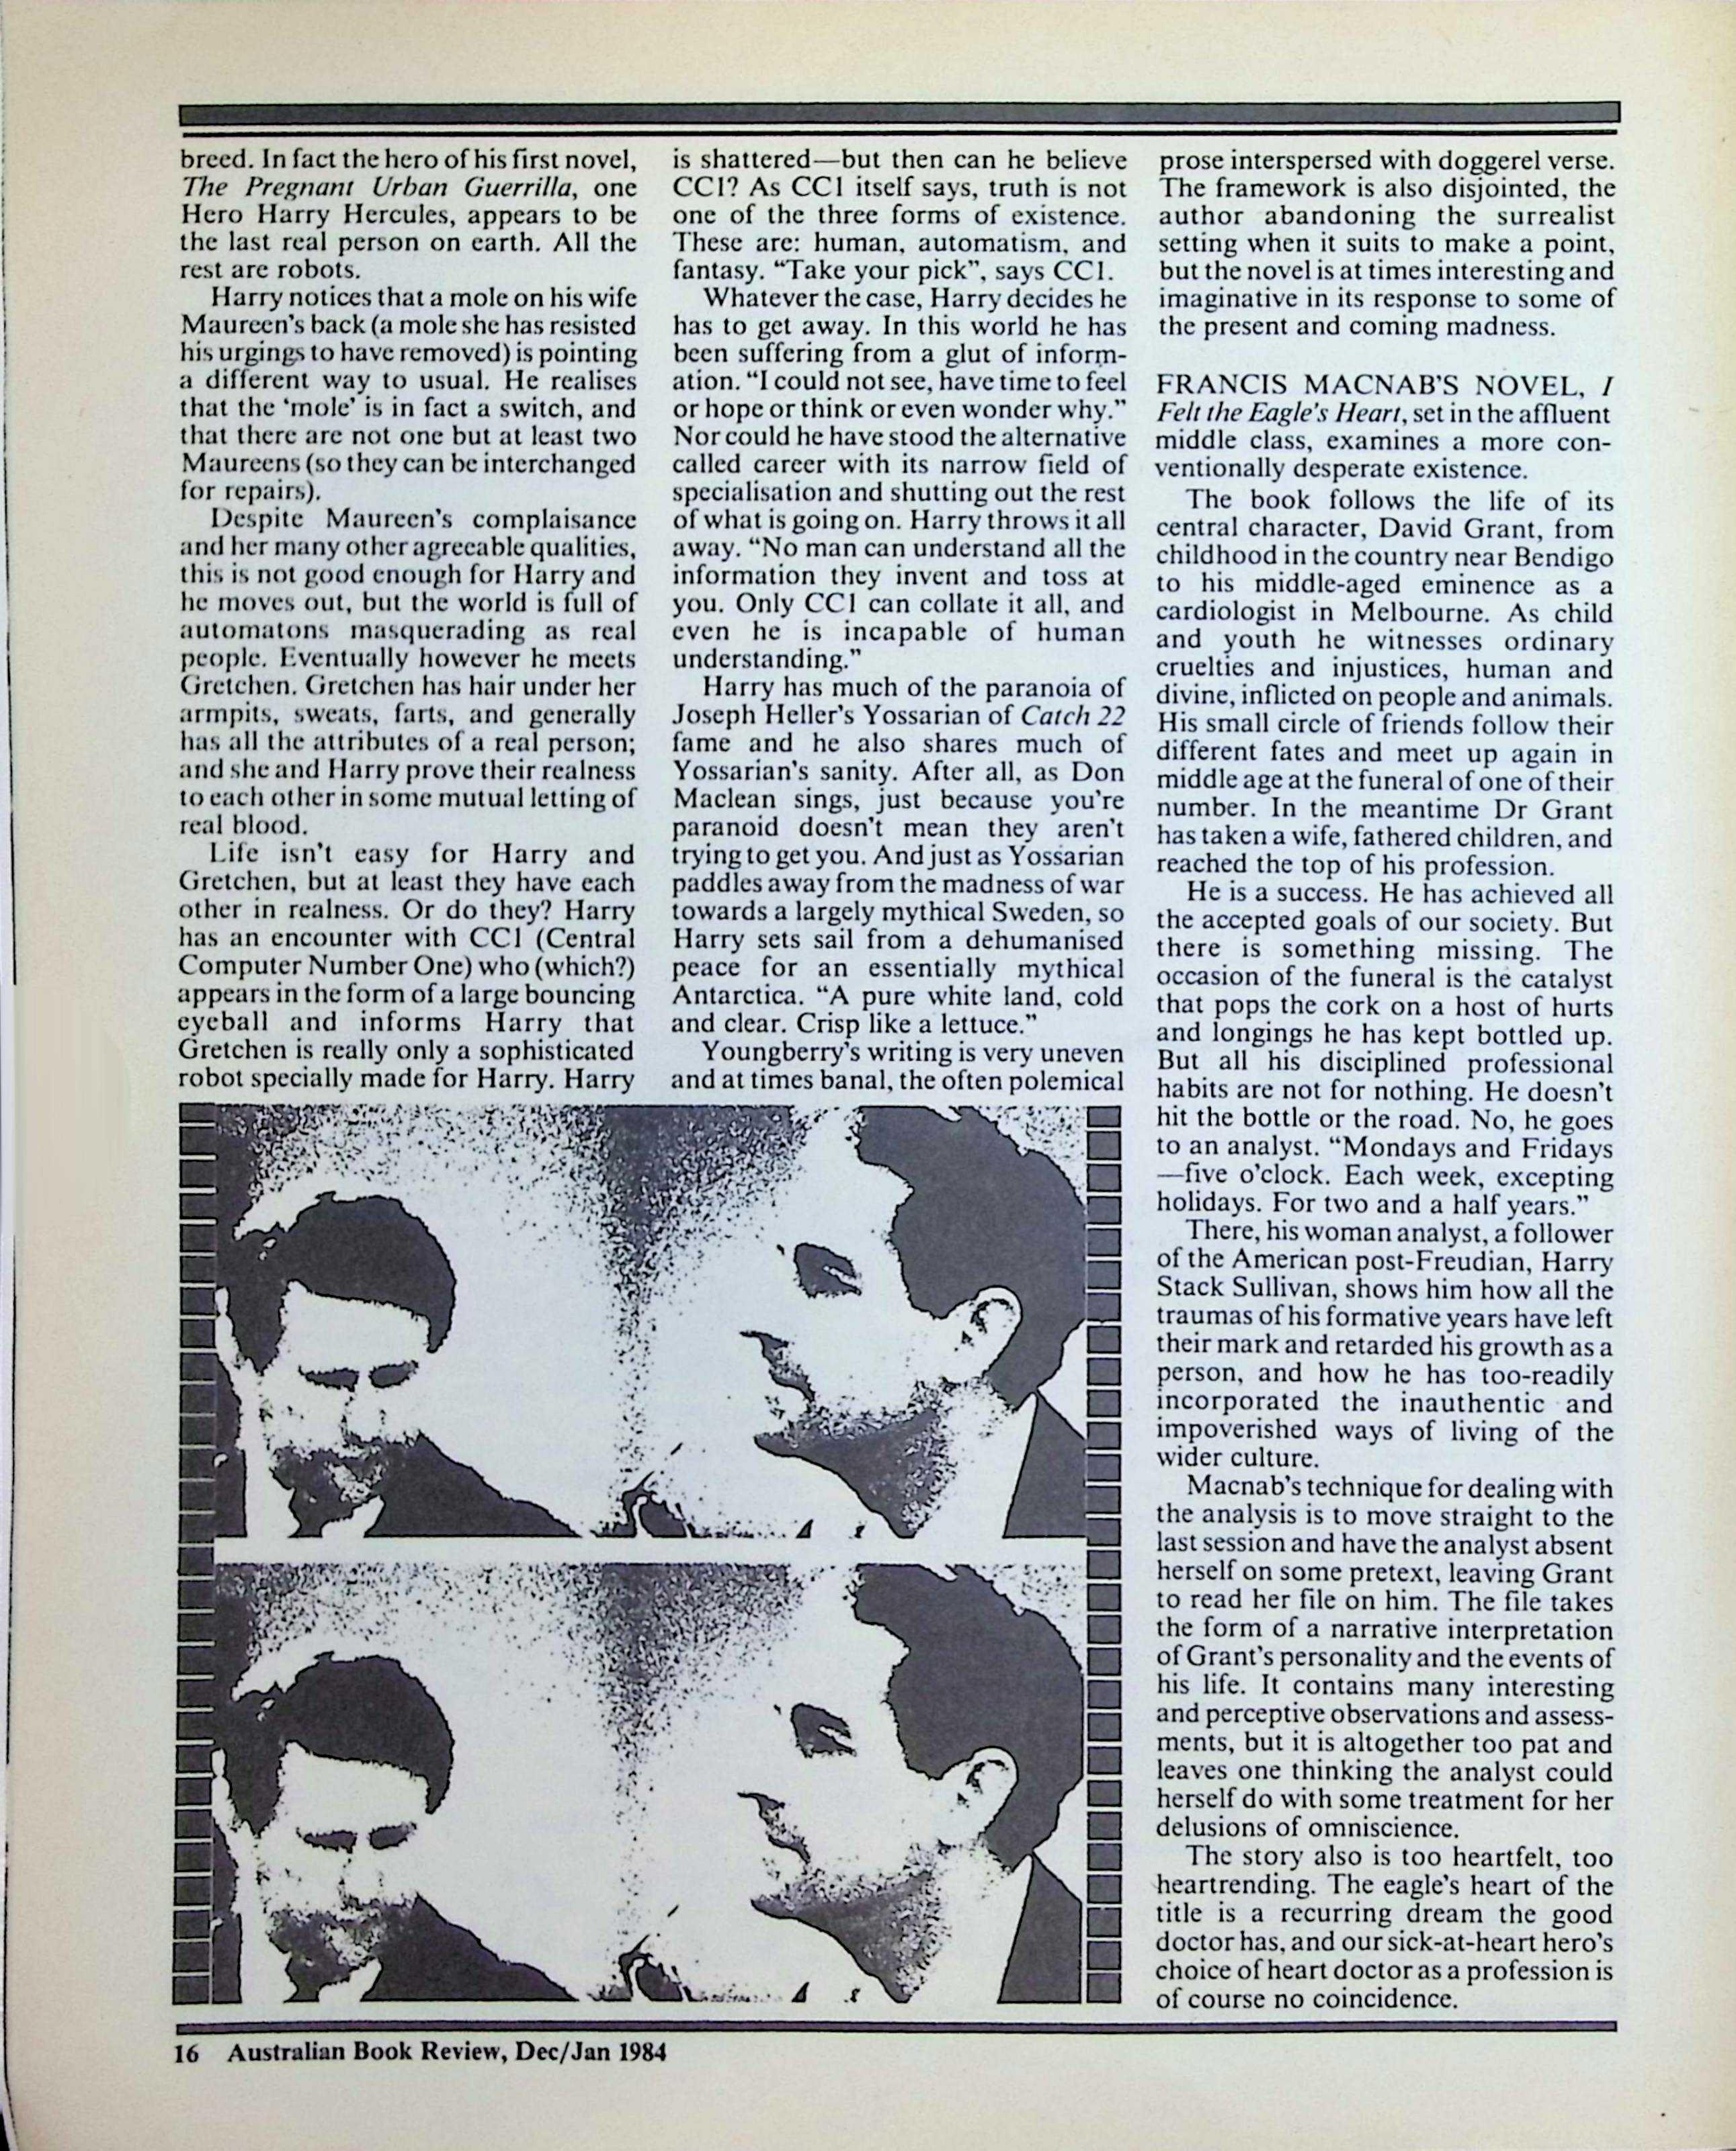 breed. In fact the hero of his first novel,
The Pregnant Urban Guerrilla, one
Hero Harry Hercules, appears to be
the last real person on earth. All the
rest are robots.
Harry notices that a mole on his wife
Maureen's back (a mole she has resisted
his urgings to have removed) is pointing
a different way to usual. He realises
that the ‘mole’ is in fact a switch, and
that there are not one but at least two
Maureens (so they can be interchanged
for repairs).
Despite Maureen's complaisance
and her many other agreeable qualities,
this is not good enough for Harry and
he moves out, but the world is full of
automatons masquerading as real
people. Eventually however he meets
Gretchen. Gretchen has hair under her
armpits, sweats, farts, and generally
has all the attributes of a real person;
and she and Harry prove their realness
to each other in some mutual letting of
real blood.
Life isn't easy for Harry and
Gretchen, but at least they have each
other in realness. Or do they? Harry
has an encounter with CC1 (Central
Computer Number One) who (which?)
appears in the form of a large bouncing
eyeball and informs Harry that
Gretchen is really only a sophisticated
robot specially made for Harry. Harry
is shattered—but then can he believe
CC1? As CC1 itself says, truth is not
one of the three forms of existence.
These are: human, automatism, and
fantasy. “Take your pick”, says CC1.
Whatever the case, Harry decides he
has to get away. In this world he has
been suffering from a glut of inform-
ation. “I could not see, have time to feel
or hope or think or even wonder why.”
Nor could he have stood the alternative
called career with its narrow field of
specialisation and shutting out the rest
of what is going on. Harry throws it all
away. “No man can understand all the
information they invent and toss at
you. Only CC1 can collate it all, and
even he is incapable of human
understanding.”
Harry has much of the paranoia of
Joseph Heller's Yossarian of Catch 22
fame and he also shares much of
Yossarian's sanity. After all, as Don
Maclean sings, just because you're
paranoid doesn't mean they aren't
trying to get you. And just as Yossarian
paddles away from the madness of war
towards a largely mythical Sweden, so
Harry sets sail from a dehumanised
peace for an essentially mythical
Antarctica. “A pure white land, cold
and clear. Crisp like a lettuce.”
Youngberry's writing is very uneven
and at times banal, the often polemical
prose interspersed with doggerel verse.
The framework is also disjointed, the
author abandoning the surrealist
setting when it suits to make a point,
but the novel is at times interesting and
imaginative in its response to some of
the present and coming madness.
FRANCIS MACNAB'S NOVEL, I
Felt the Eagle's Heart, set in the affluent
middle class, examines a more con-
ventionally desperate existence.
The book follows the life of its
central character, David Grant, from
childhood in the country near Bendigo
to his middle-aged eminence as a
cardiologist in Melbourne. As child
and youth he witnesses ordinary
cruelties and injustices, human and
divine, inflicted on people and animals.
His small circle of friends follow their
different fates and meet up again in
middle age at the funeral of one of their
number. In the meantime Dr Grant
has taken a wife, fathered children, and
reached the top of his profession.
He is a success. He has achieved all
the accepted goals of our society. But
there is something missing. The
occasion of the funeral is the catalyst
that pops the cork on a host of hurts
and longings he has kept bottled up.
But all his disciplined professional
habits are not for nothing. He doesn't
hit the bottle or the road. No, he goes
to an analyst. “Mondays and Fridays
—five o'clock. Each week, excepting
holidays. For two and a half years.”
There, his woman analyst, a follower
of the American post-Freudian, Harry
Stack Sullivan, shows him how all the
traumas of his formative years have left
their mark and retarded his growth as a
person, and how he has too-readily
incorporated the inauthentic and
impoverished ways of living of the
wider culture.
Macnab's technique for dealing with
the analysis is to move straight to the
last session and have the analyst absent
herself on some pretext, leaving Grant
to read her file on him. The file takes
the form of a narrative interpretation
of Grant's personality and the events of
his life. It contains many interesting
and perceptive observations and assess-
ments, but it is altogether too pat and
leaves one thinking the analyst could
herself do with some treatment for her
delusions of omniscience.
The story also is too heartfelt, too
heartrending. The eagle's heart of the
title is a recurring dream the good
doctor has, and our sick-at-heart hero's
choice of heart doctor as a profession is
of course no coincidence.
16 Australian Book Review, Dec/Jan 1984